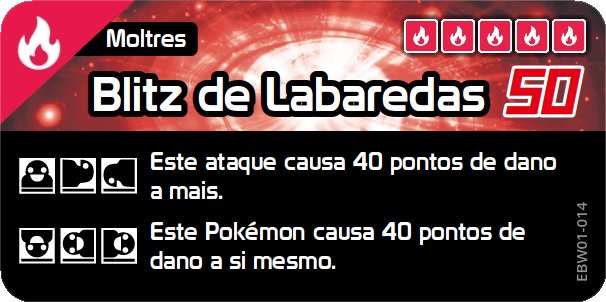 Moltres
Blitz de Labaredas 50
Este ataque causa 40 pontos de dano
a mais.
Este Pokémon causa 40 pontos de
dano a si mesmo.
EBW01-014